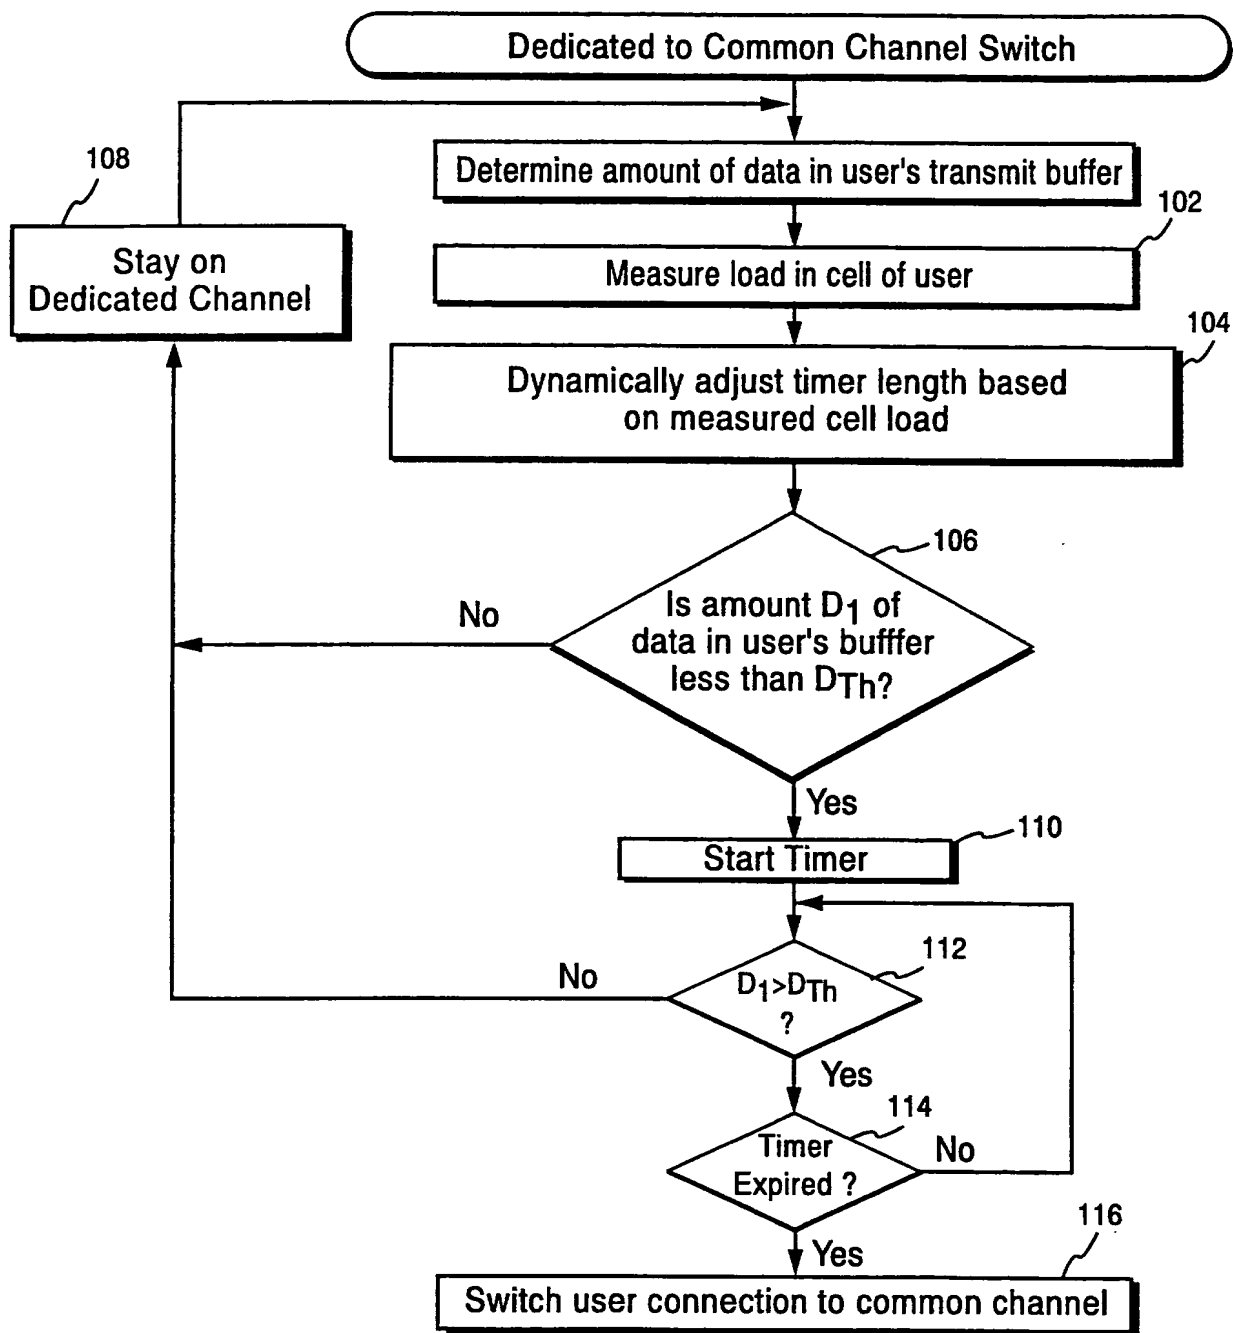 Dedicated to Common Channel Switch
Determine amount of data in user's transmit buffer
102
Measure load in cell of user
104
Dynamically adjust timer length based
on measured cell load
108
Stay on
Dedicated Channel
106
Is amount D1 of
data in user's bufffer
less than DTh?
No
Yes
110
Start Timer
112
D1>DTh
?
No
Yes
114
Timer
Expired ?
No
Yes
116
Switch user connection to common channel